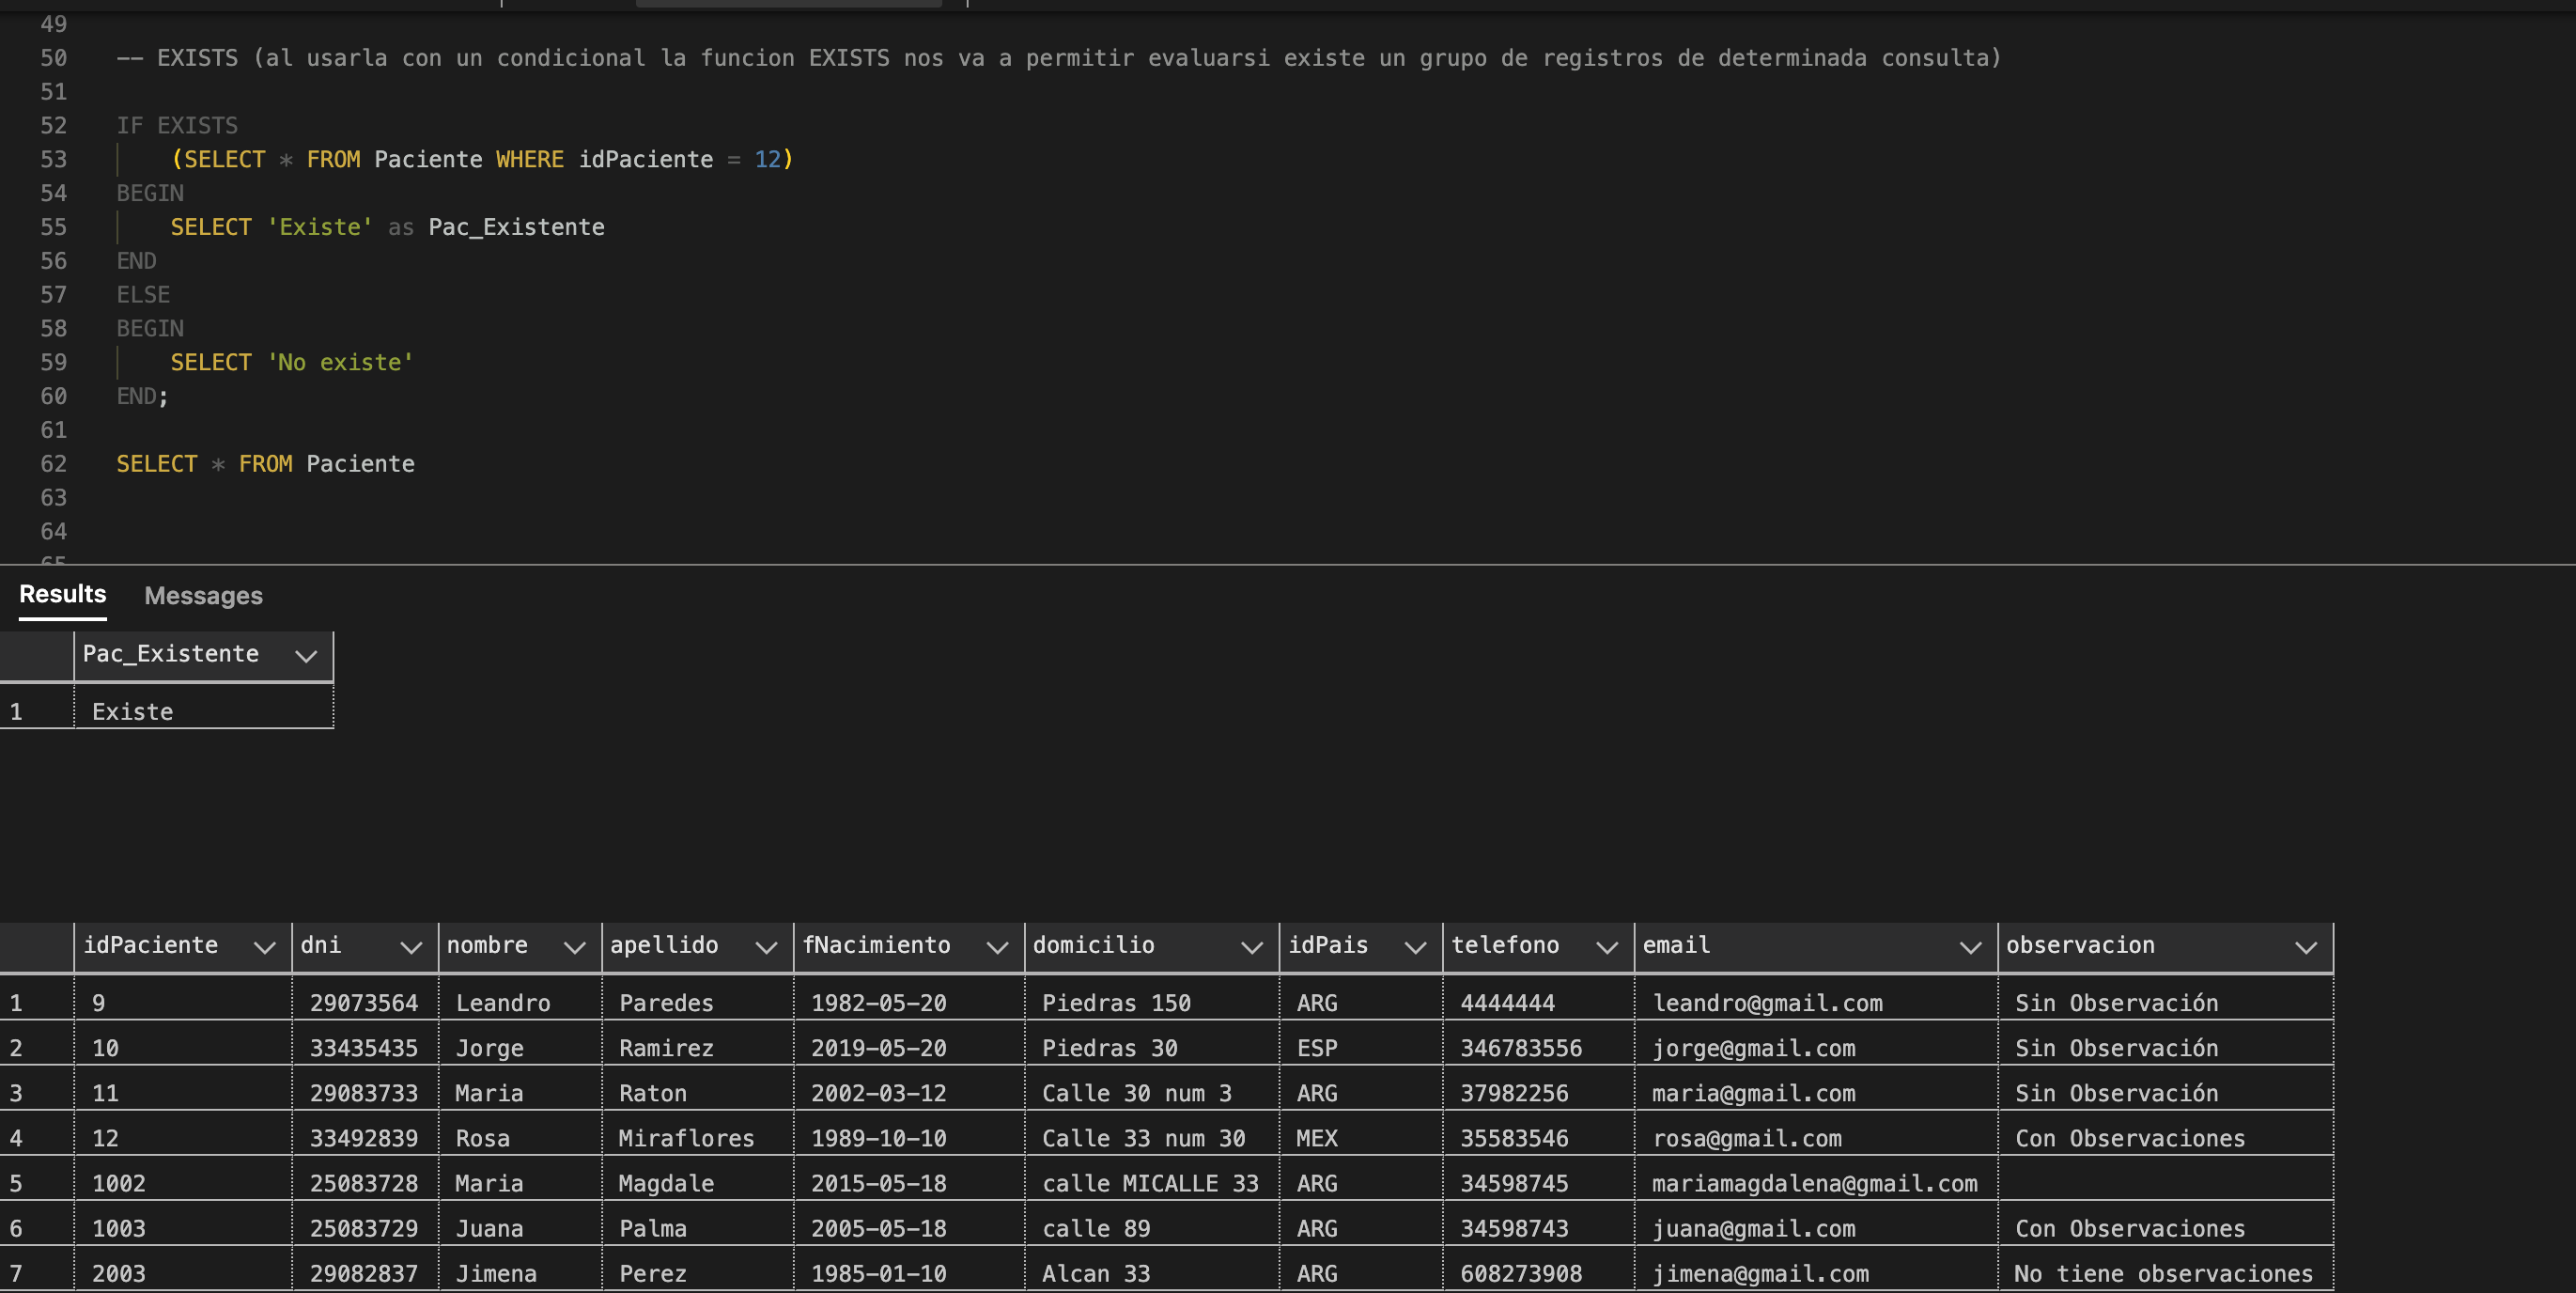 49
50 -- EXISTS (al usarla con un condicional la funcion EXISTS nos va a permitir evaluarsi existe un grupo de registros de determinada consulta)
51
52 IF EXISTS
53 (SELECT * FROM Paciente WHERE idPaciente = 12)
54 BEGIN
55 SELECT 'Existe' as Pac_Existente
56 END
57 ELSE
58 BEGIN
59 SELECT 'No existe'
60 END;
61
62 SELECT * FROM Paciente
63
64
65
Results Messages
Pac_Existente
1 Existe
idPaciente dni nombre apellido fNacimiento domicilio idPais telefono email observacion
1 9 29073564 Leandro Paredes 1982-05-20 Piedras 150 ARG 4444444 leandro@gmail.com Sin Observación
2 10 33435435 Jorge Ramirez 2019-05-20 Piedras 30 ESP 346783556 jorge@gmail.com Sin Observación
3 11 29083733 Maria Raton 2002-03-12 Calle 30 num 3 ARG 37982256 maria@gmail.com Sin Observación
4 12 33492839 Rosa Miraflores 1989-10-10 Calle 33 num 30 MEX 35583546 rosa@gmail.com Con Observaciones
5 1002 25083728 Maria Magdale 2015-05-18 calle MICALLE 33 ARG 34598745 mariamagdalena@gmail.com
6 1003 25083729 Juana Palma 2005-05-18 calle 89 ARG 34598743 juana@gmail.com Con Observaciones
7 2003 29082837 Jimena Perez 1985-01-10 Alcan 33 ARG 608273908 jimena@gmail.com No tiene observaciones